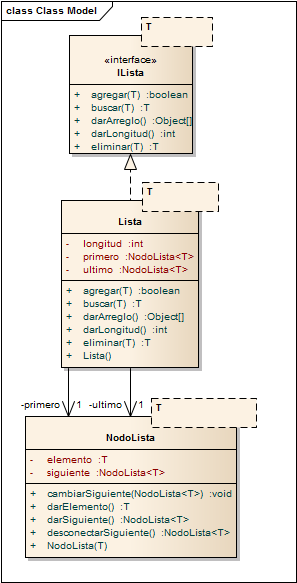 class Class Model
T
«interface»
ILista
+ agregar(T) :boolean
+ buscar(T) :T
+ darArreglo() :Object[]
+ darLongitud() :int
+ eliminar(T) :T
T
Lista
- longitud :int
- primero :NodoLista<T>
- ultimo :NodoLista<T>
+ agregar(T) :boolean
+ buscar(T) :T
+ darArreglo() :Object[]
+ darLongitud() :int
+ eliminar(T) :T
+ Lista()
-primero 1 -ultimo 1
T
NodoLista
- elemento :T
- siguiente :NodoLista<T>
+ cambiarSiguiente(NodoLista<T>) :void
+ darElemento() :T
+ darSiguiente() :NodoLista<T>
+ desconectarSiguiente() :NodoLista<T>
+ NodoLista(T)